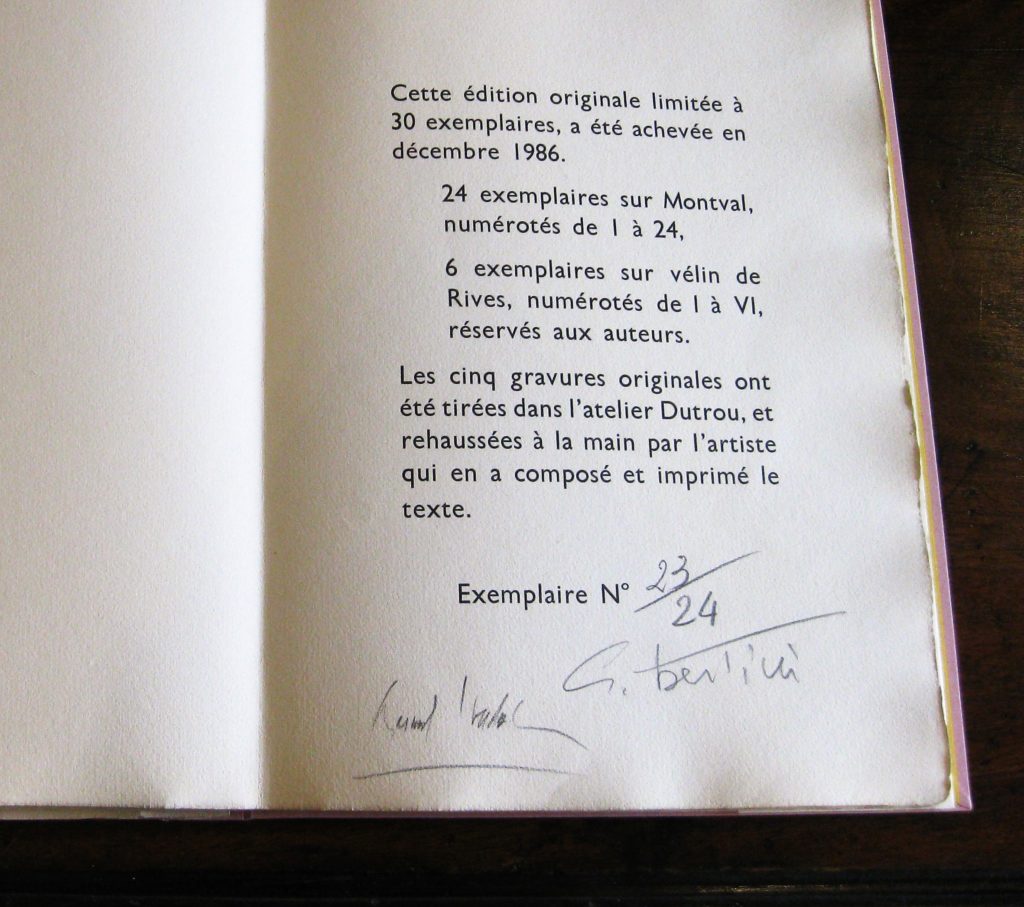 Cette édition originale limitée à
30 exemplaires, a été achevée en
décembre 1986.
24 exemplaires sur Montval,
numérotés de 1 à 24,
6 exemplaires sur vélin de
Rives, numérotés de I à VI,
réservés aux auteurs.
Les cinq gravures originales ont
été tirées dans l'atelier Dutrou, et
rehaussées à la main par l'artiste
qui en a composé et imprimé le
texte.
Exemplaire N° 23/24
G. Bertini